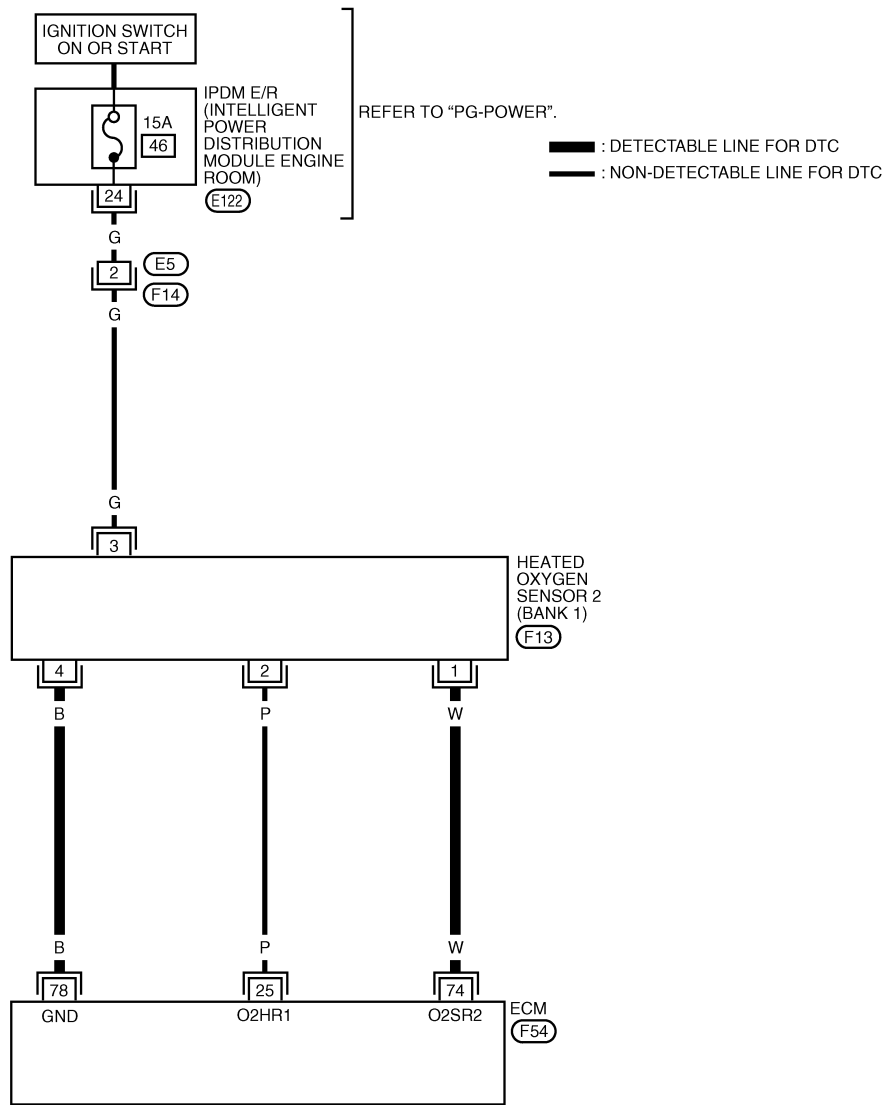 IGNITION SWITCH
ON OR START
IPDM E/R
(INTELLIGENT
POWER
DISTRIBUTION
MODULE ENGINE
ROOM)
E122
15A
46
REFER TO “PG-POWER”.
: DETECTABLE LINE FOR DTC
: NON-DETECTABLE LINE FOR DTC
24
G
2
E5
F14
G
G
3
HEATED
OXYGEN
SENSOR 2
(BANK 1)
F13
4 2 1
B P W
B P W
78 25 74
GND O2HR1 O2SR2
ECM
F54